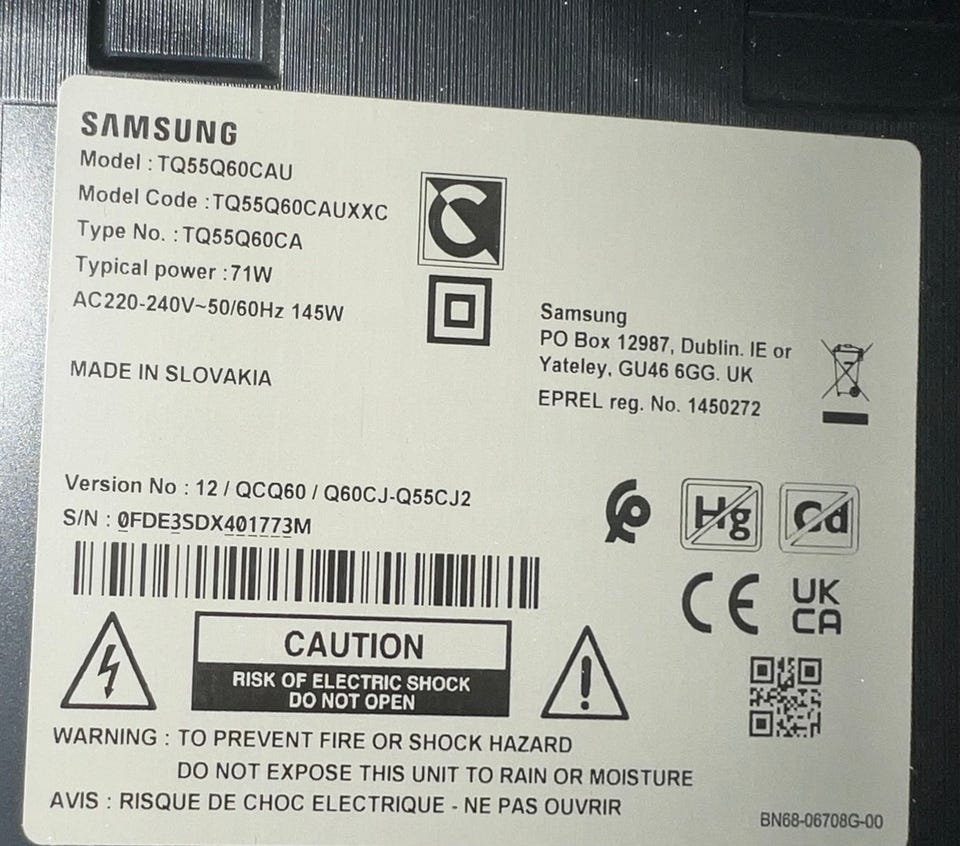 SAMSUNG
Model : TQ55Q60CAU
Model Code : TQ55Q60CAUXXC
Type No. : TQ55Q60CA
Typical power : 71W
AC220-240V~50/60Hz 145W
MADE IN SLOVAKIA
Samsung
PO Box 12987, Dublin. IE or
Yateley, GU46 6GG. UK
EPREL reg. No. 1450272
Version No : 12 / QCQ60 / Q60CJ-Q55CJ2
S/N : 0FDE3SDX401773M
Hg
Cd
CE
UK
CA
CAUTION
RISK OF ELECTRIC SHOCK
DO NOT OPEN
WARNING : TO PREVENT FIRE OR SHOCK HAZARD
DO NOT EXPOSE THIS UNIT TO RAIN OR MOISTURE
AVIS : RISQUE DE CHOC ELECTRIQUE - NE PAS OUVRIR
BN68-06708G-00